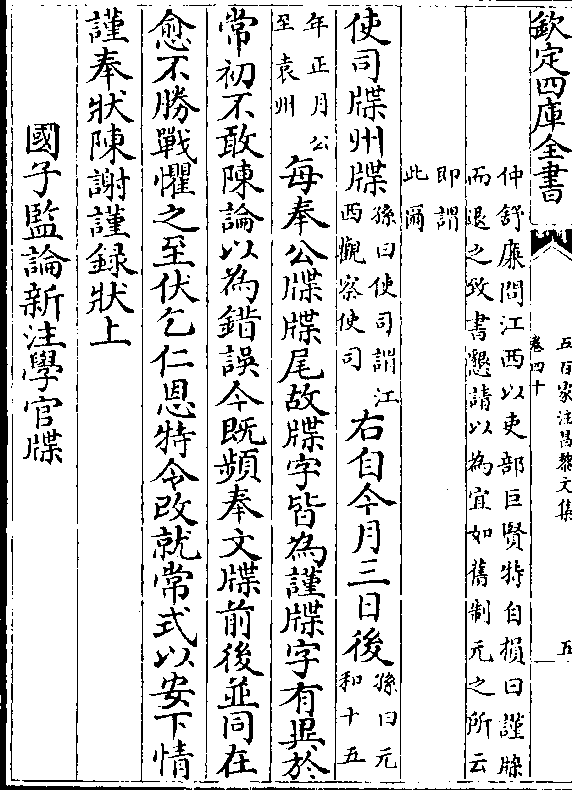 欽定四庫全書
五百家注昌黎文集
卷四十
五
仲舒廉問江西以吏部巨賢特自損曰謹牒
而退之致書懇請以為宜如舊制元之所云
即謂
此爾
使司牒州牒
孫曰使司謂江
西觀察使司
右自今月三日後
孫曰元
和十五
年正月公
至袁州
每奉公牒牒尾故牒字皆為謹牒字有異於
常初不敢陳論以為錯誤今既頻奉文牒前後並同在
愈不勝戰懼之至伏乞仁恩特令改就常式以安下情
謹奉狀陳謝謹録狀上
國子監論新注學官牒